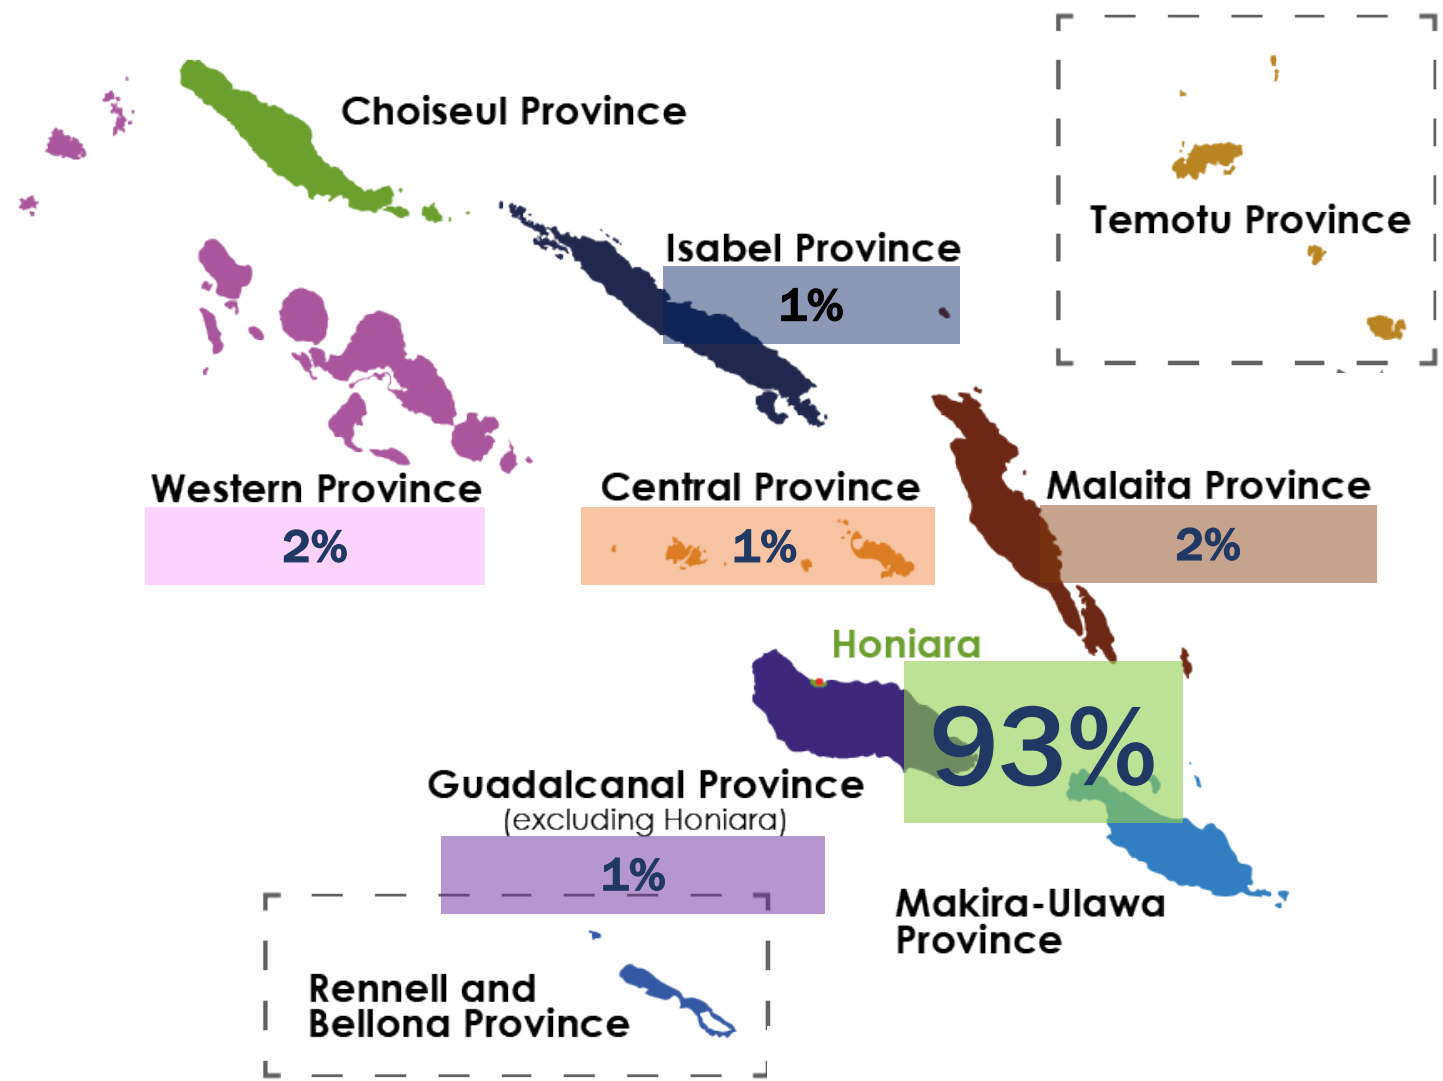 Choiseul Province
Temotu Province
Isabel Province
1%
Western Province
2%
Central Province
1%
Malaita Province
2%
Honiara
93%
Guadalcanal Province
(excluding Honiara)
1%
Makira-Ulawa
Province
Rennell and
Bellona Province